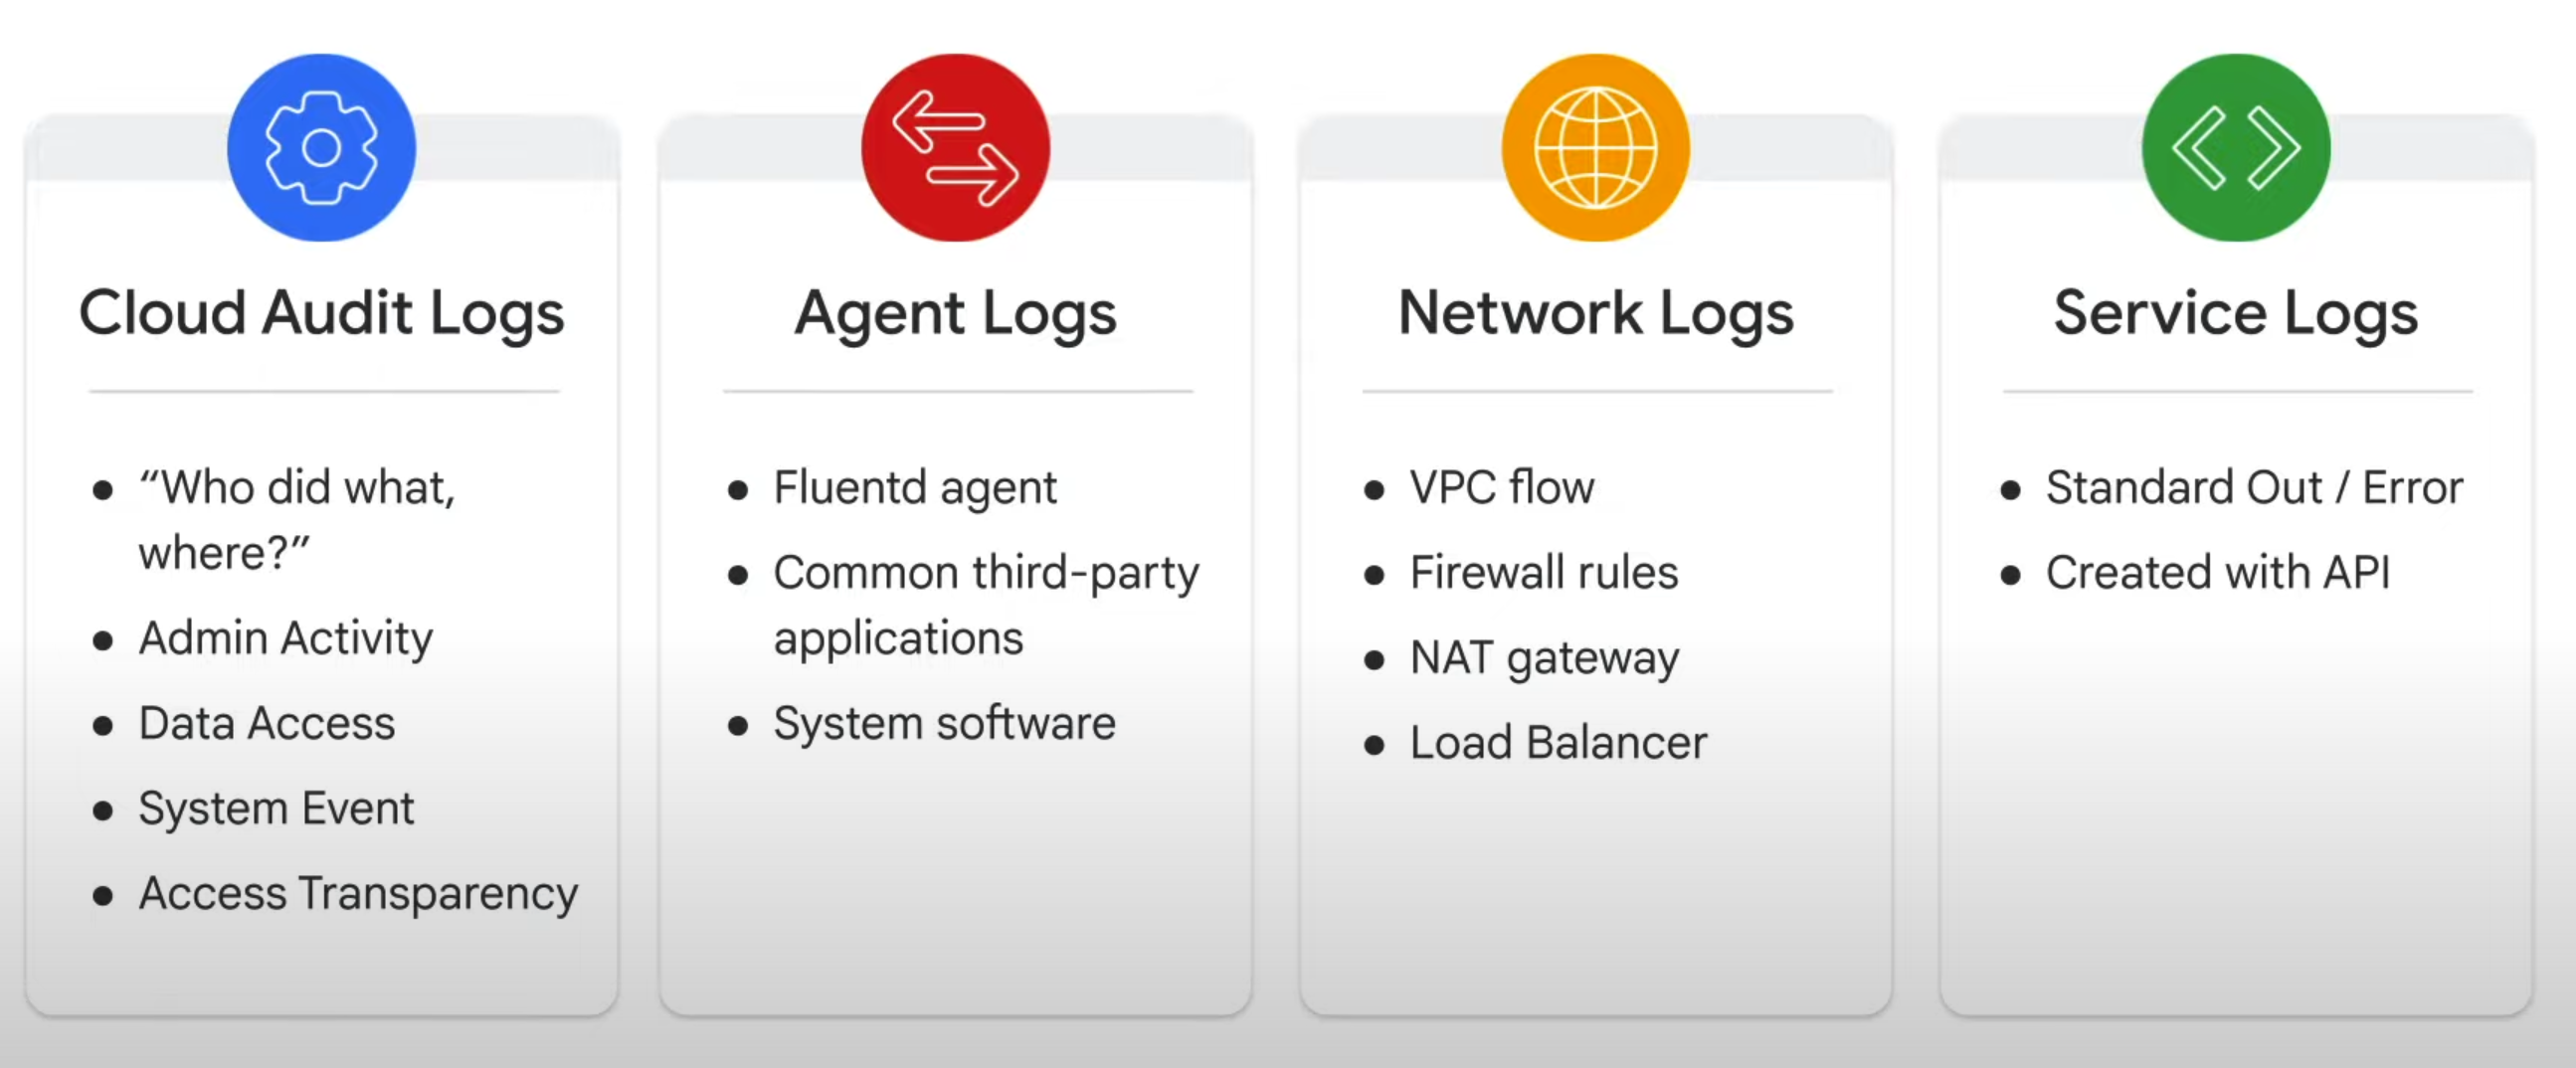 Cloud Audit Logs
“Who did what,
where?”
Admin Activity
Data Access
System Event
Access Transparency
Agent Logs
Fluentd agent
Common third-party
applications
System software
Network Logs
VPC flow
Firewall rules
NAT gateway
Load Balancer
Service Logs
Standard Out / Error
Created with API